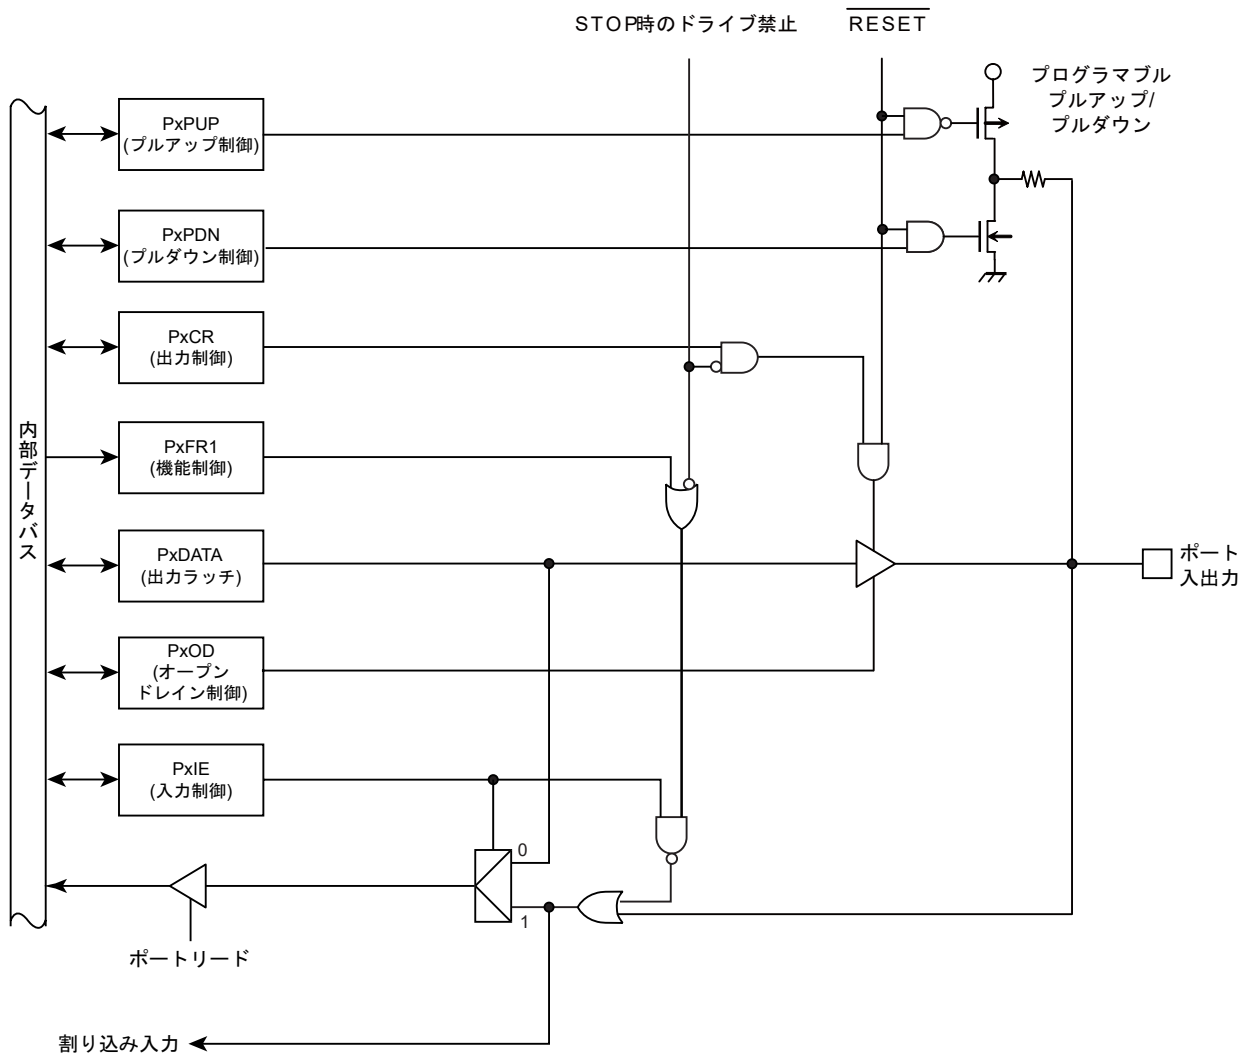 STOP時のドライブ禁止
RESET
プログラマブル
プルアップ/
プルダウン
PxPUP
(プルアップ制御)
PxPDN
(プルダウン制御)
PxCR
(出力制御)
内部データバス
PxFR1
(機能制御)
PxDATA
(出力ラッチ)
ポート
入出力
PxOD
(オープン
ドレイン制御)
PxIE
(入力制御)
0
1
ポートリード
割り込み入力